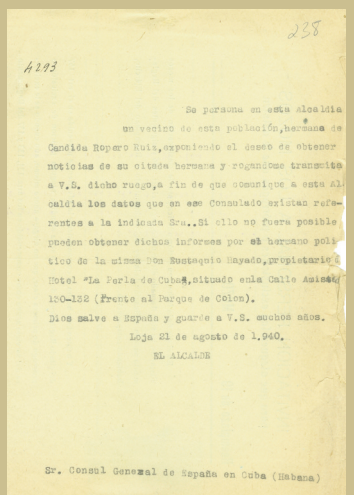 238
4293
Se persona en esta alcaldia
un vecino de esta población, hermano de
Candida Ropero Ruiz, exponiendo el deseo de obtener
noticias de su citada hermana y rogandome transmita
a V.S. dicho ruego, a fin de que comunique a esta Al
caldia los datos que en ese Consulado existan refe-
rentes a la indicada Sra.. Si ello no fuera posible
pueden obtener dichos informes por el hermano poli
tico de la misma Don Eustaquio Hayado, propietario
Hotel "La Perla de Cuba", situado enla Calle Amistad
130-132 (frente al Parque de Colon).
Dios salve a España y guarde a V.S. muchos años.
Loja 21 de agosto de 1.940.
EL ALCALDE
Sr. Consul General de España en Cuba (Habana)